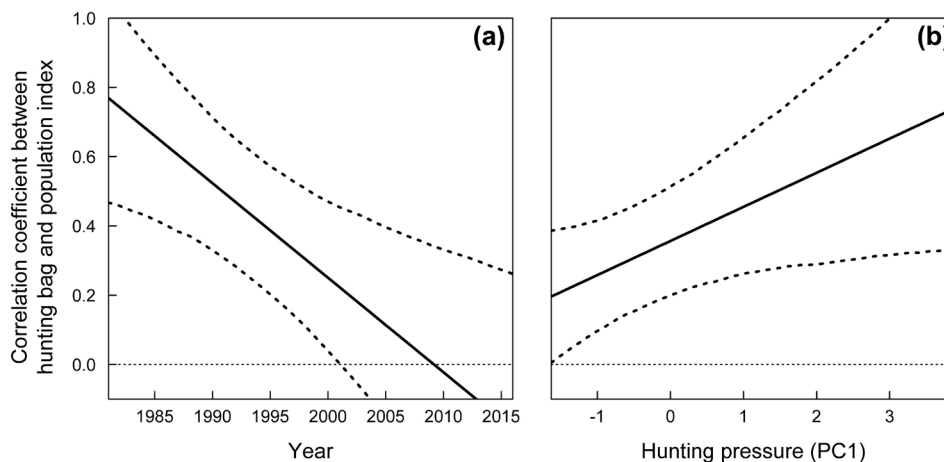 Correlation coefficient between
hunting bag and population index
1.0
0.8
0.6
0.4
0.2
0.0
(a)
1985 1990 1995 2000 2005 2010 2015
Year
(b)
-1 0 1 2 3
Hunting pressure (PC1)